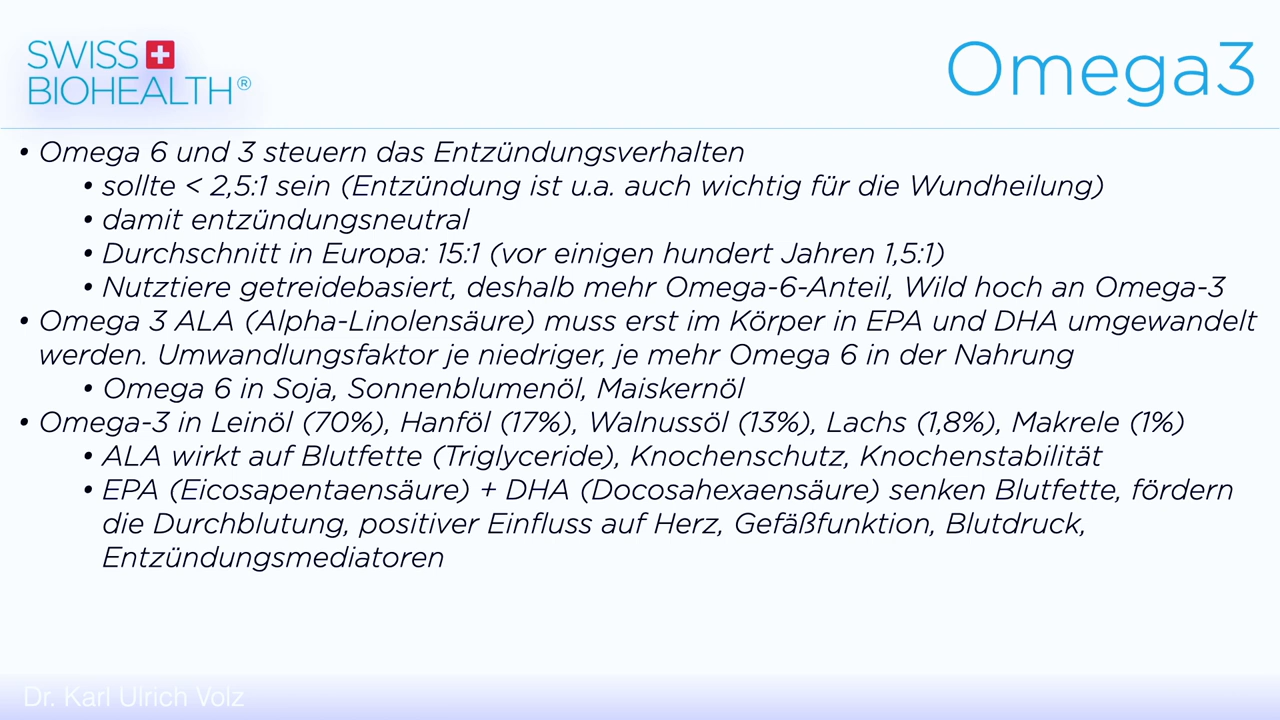 SWISS
BIOHEALTH®
Omega3
• Omega 6 und 3 steuern das Entzündungsverhalten
• sollte < 2,5:1 sein (Entzündung ist u.a. auch wichtig für die Wundheilung)
• damit entzündungsneutral
• Durchschnitt in Europa: 15:1 (vor einigen hundert Jahren 1,5:1)
• Nutztiere getreidebasiert, deshalb mehr Omega-6-Anteil, Wild hoch an Omega-3
• Omega 3 ALA (Alpha-Linolensäure) muss erst im Körper in EPA und DHA umgewandelt
werden. Umwandlungsfaktor je niedriger, je mehr Omega 6 in der Nahrung
• Omega 6 in Soja, Sonnenblumenöl, Maiskernöl
• Omega-3 in Leinöl (70%), Hanföl (17%), Walnussöl (13%), Lachs (1,8%), Makrele (1%)
• ALA wirkt auf Blutfette (Triglyceride), Knochenschutz, Knochenstabilität
• EPA (Eicosapentaensäure) + DHA (Docosahexaensäure) senken Blutfette, fördern
die Durchblutung, positiver Einfluss auf Herz, Gefäßfunktion, Blutdruck,
Entzündungsmediatoren
Dr. Karl Ulrich Volz